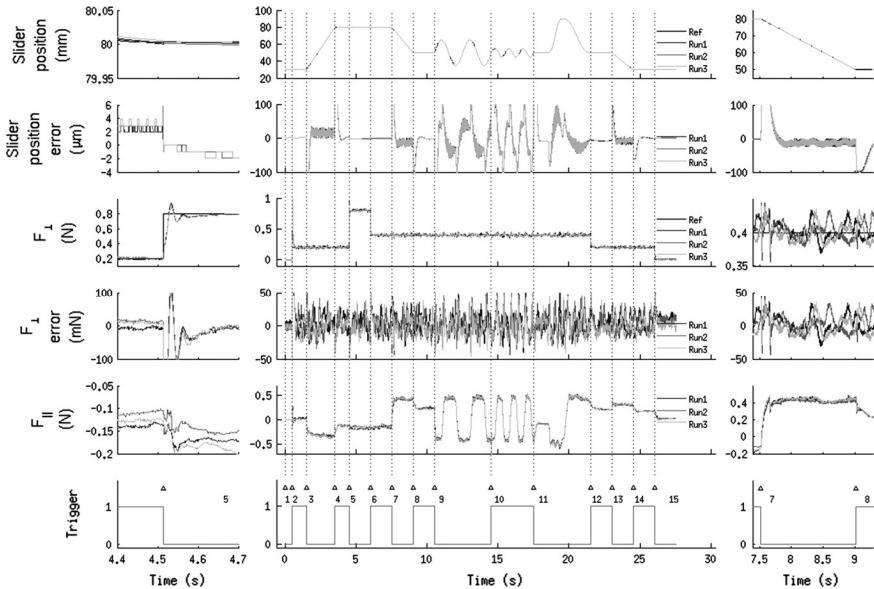 80.05
80
79.95
Slider
position
(mm)
100
80
60
40
20
Ref
Run1
Run2
Run3
80
70
60
50
6
4
2
0
-2
-4
Slider
position
error
(µm)
100
0
-100
Run1
Run2
Run3
100
0
-100
0.8
0.6
0.4
0.2
F⊥
(N)
1
0.5
0
Ref
Run1
Run2
Run3
0.4
0.35
100
0
-100
F⊥
error
(mN)
50
0
-50
Run1
Run2
Run3
50
0
-50
-0.05
-0.1
-0.15
-0.2
F||
(N)
0.5
0
-0.5
Run1
Run2
Run3
0.4
0.2
0
-0.2
Trigger
1
0
5
1
0
1 2 3 4 5 6 7 8 9 10 11 12 13 14 15
1
0
7 8
4.4 4.5 4.6 4.7
0 5 10 15 20 25 30
7.5 8 8.5 9
Time (s) Time (s) Time (s)